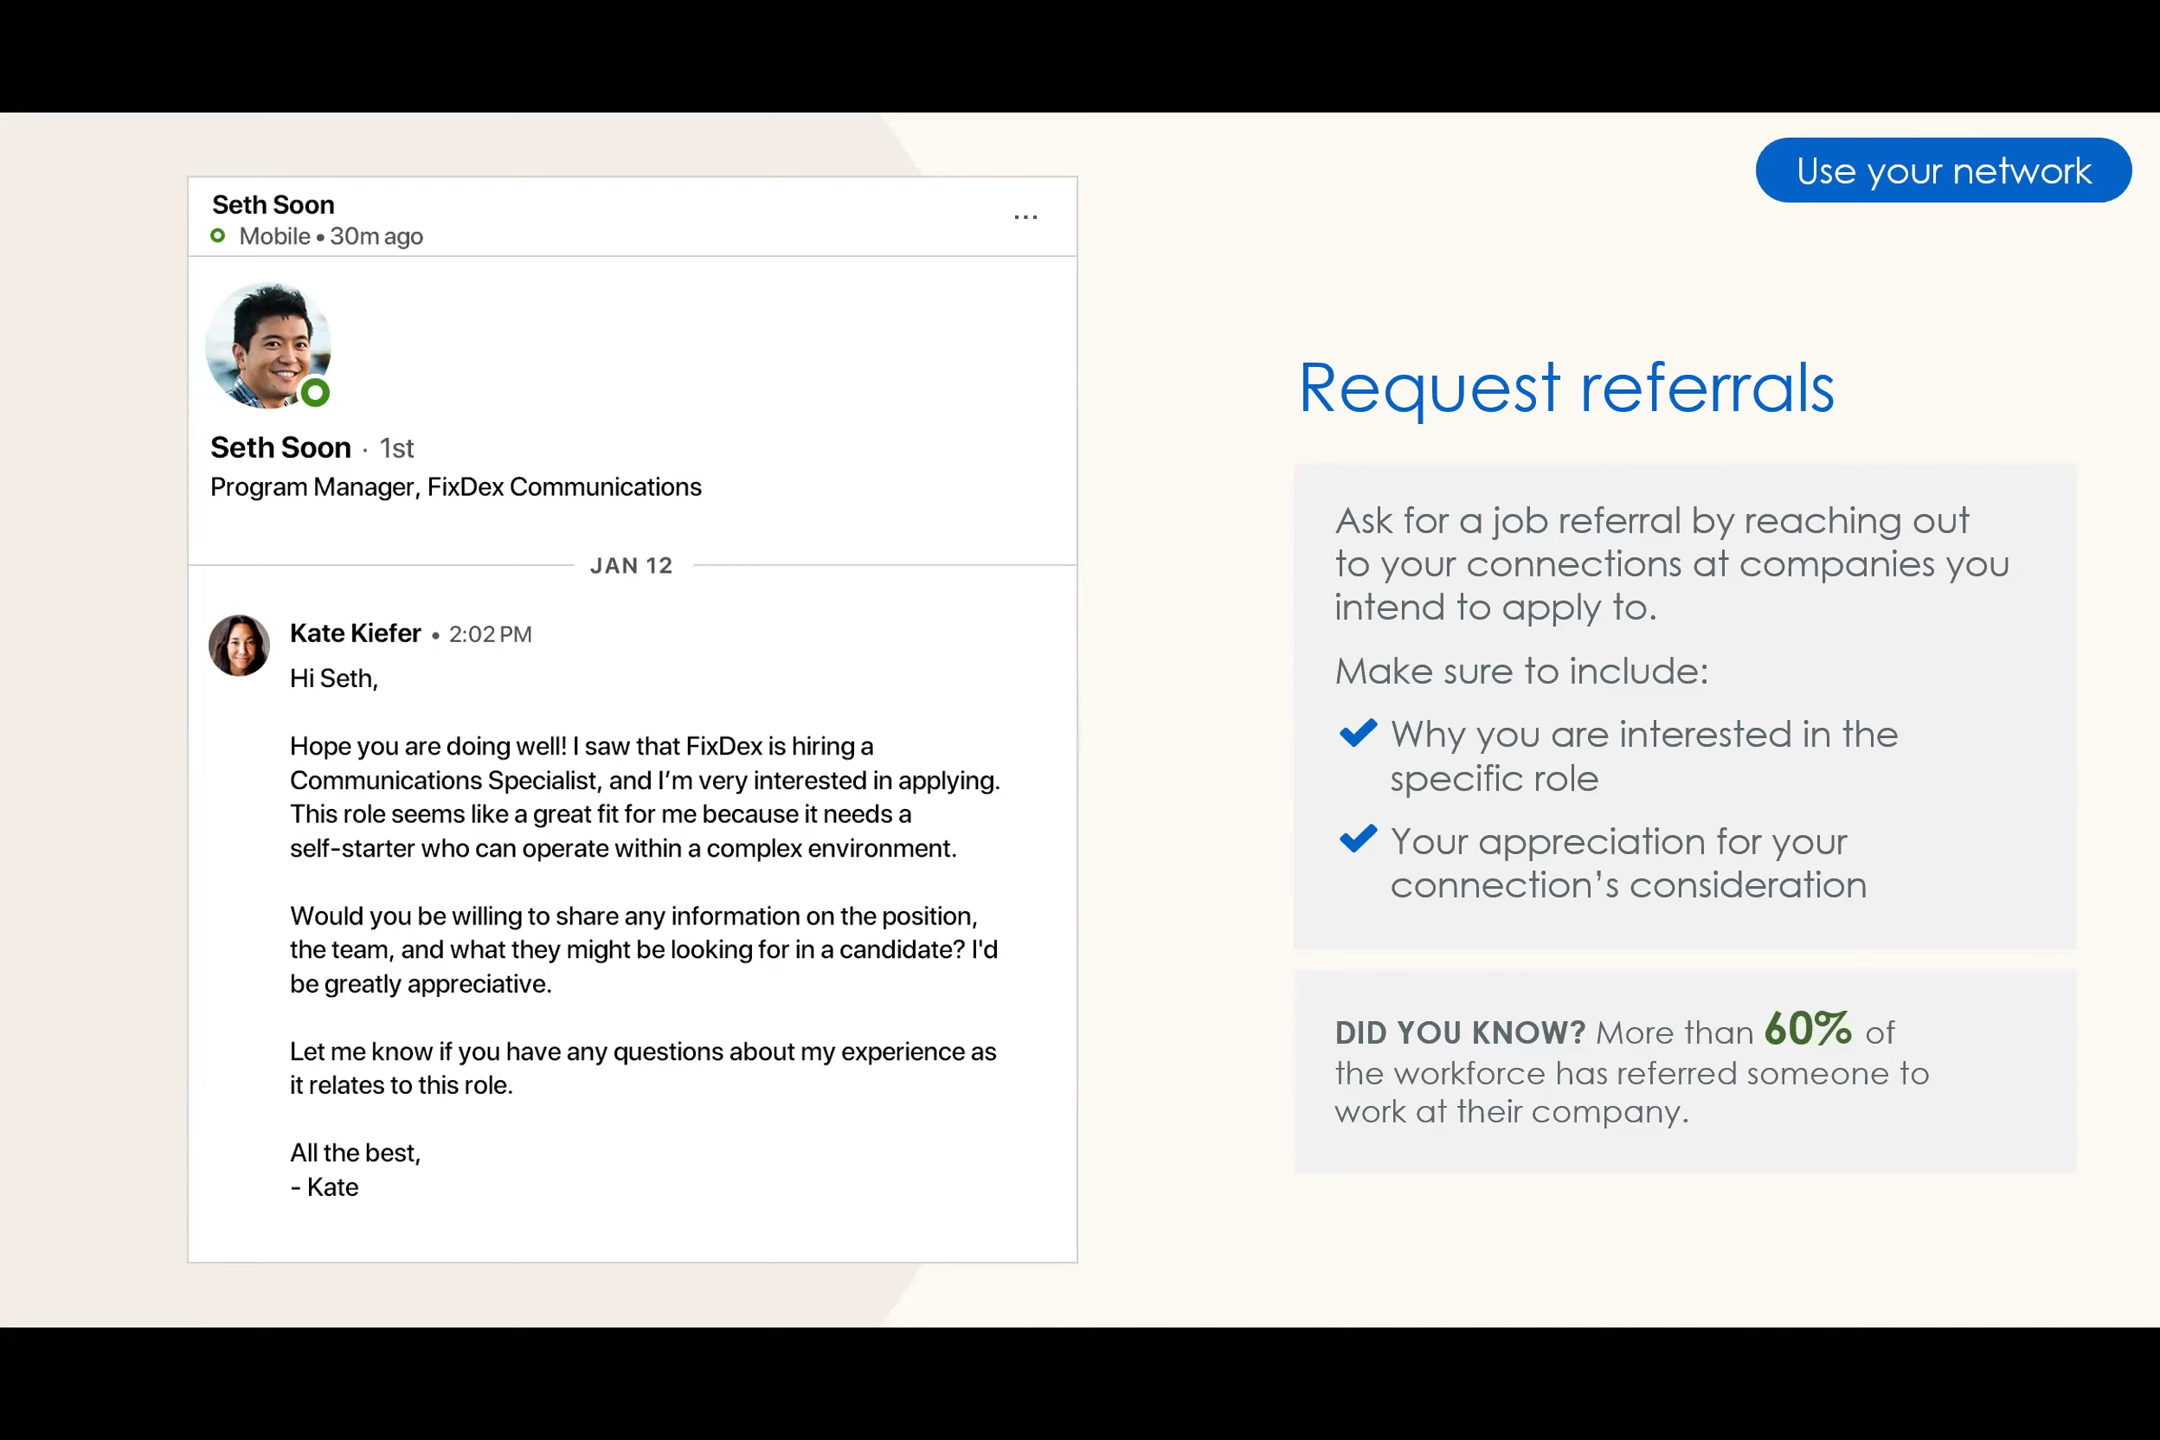 Use your network
Seth Soon
Mobile • 30m ago
...
Seth Soon · 1st
Program Manager, FixDex Communications
JAN 12
Kate Kiefer • 2:02 PM
Hi Seth,
Hope you are doing well! I saw that FixDex is hiring a
Communications Specialist, and I’m very interested in applying.
This role seems like a great fit for me because it needs a
self-starter who can operate within a complex environment.
Would you be willing to share any information on the position,
the team, and what they might be looking for in a candidate? I'd
be greatly appreciative.
Let me know if you have any questions about my experience as
it relates to this role.
All the best,
- Kate
Request referrals
Ask for a job referral by reaching out
to your connections at companies you
intend to apply to.
Make sure to include:
Why you are interested in the
specific role
Your appreciation for your
connection’s consideration
DID YOU KNOW? More than 60% of
the workforce has referred someone to
work at their company.